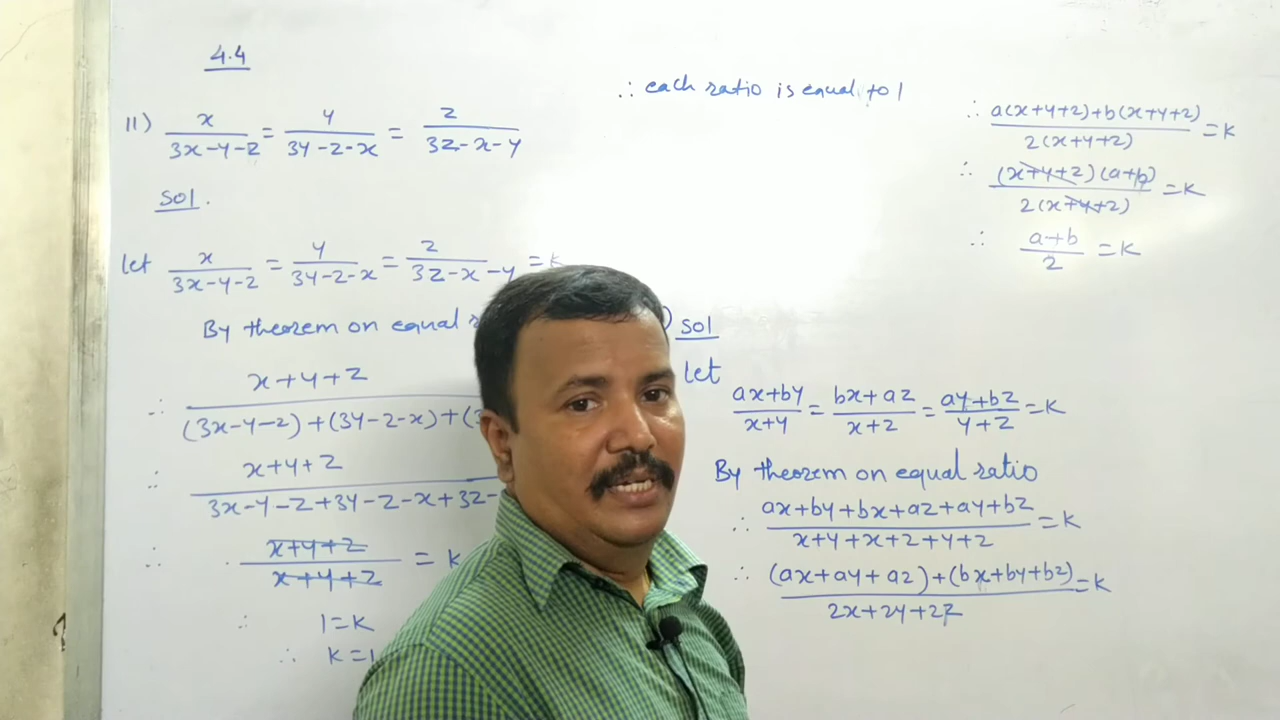 4.4
11) x/(3x-y-z) = y/(3y-z-x) = z/(3z-x-y)
Sol.
Let x/(3x-y-z) = y/(3y-z-x) = z/(3z-x-y) = K
By theorem on equal
∴ (x+y+z)/((3x-y-z)+(3y-z-x)+(3
∴ (x+y+z)/(3x-y-z+3y-z-x+3z-
∴ (x+y+z)/(x+y+z) = K
∴ 1=K
∴ K=1
∴ each ratio is equal to 1
) Sol
Let
(ax+by)/(x+y) = (bx+az)/(x+z) = (ay+bz)/(y+z) = K
By theorem on equal ratio
∴ (ax+by+bx+az+ay+bz)/(x+y+x+z+y+z) = K
∴ ((ax+ay+az)+(bx+by+bz))/(2x+2y+2z) = K
∴ (a(x+y+z)+b(x+y+z))/(2(x+y+z)) = K
∴ ((x+y+z)(a+b))/(2(x+y+z)) = K
∴ (a+b)/2 = K